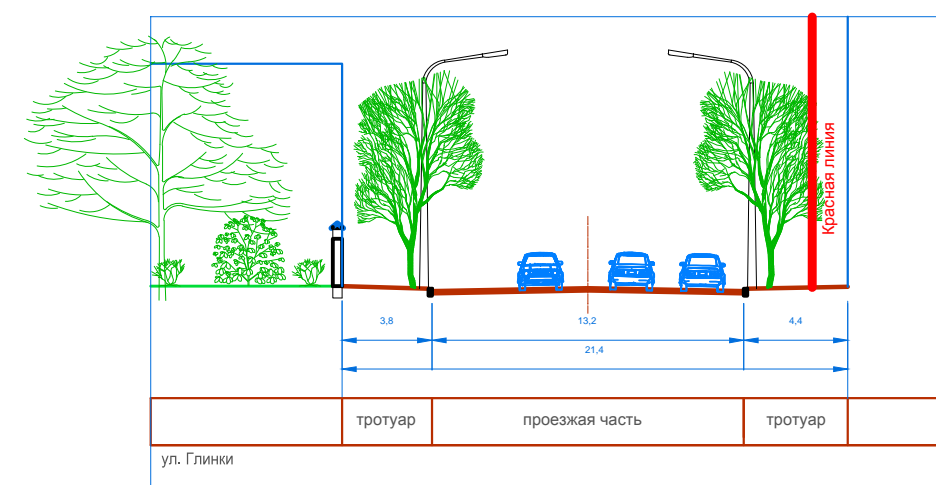 Красная линия
3,8
13,2
4,4
21,4
тротуар
проезжая часть
тротуар
ул. Глинки